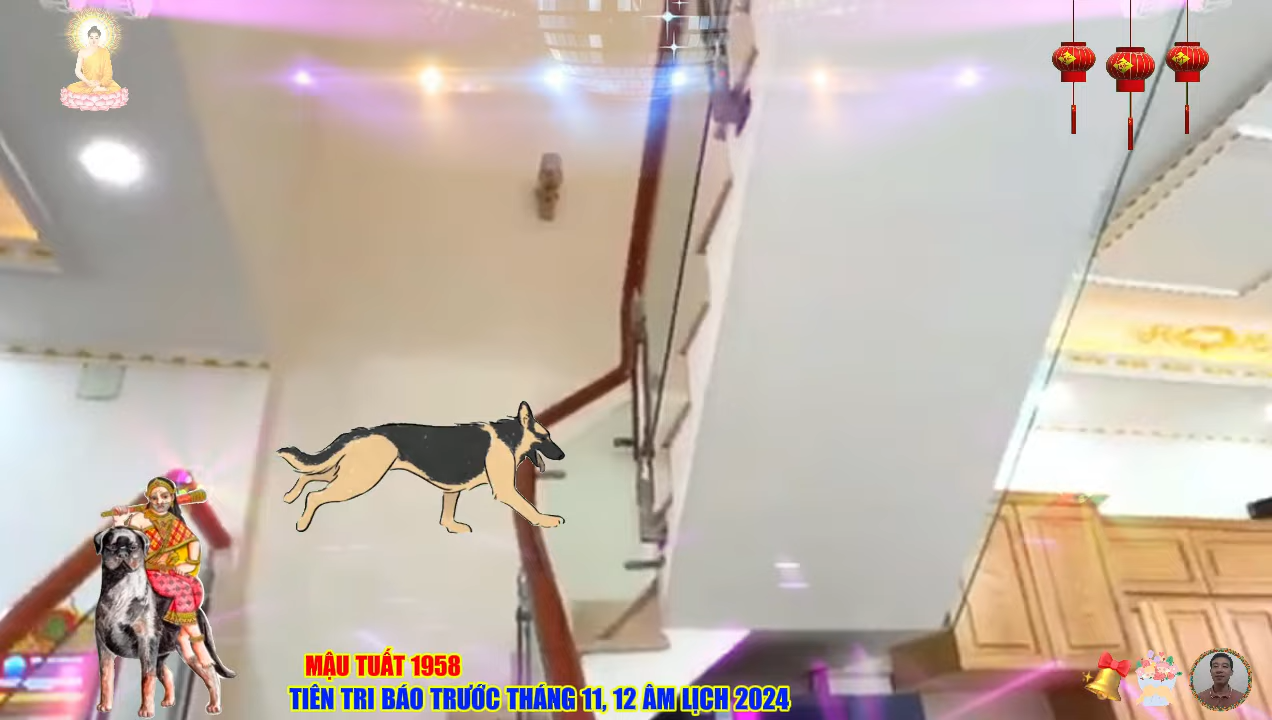 MẬU TUẤT 1958
TIÊN TRI BÁO TRƯỚC THÁNG 11, 12 ÂM LỊCH 2024